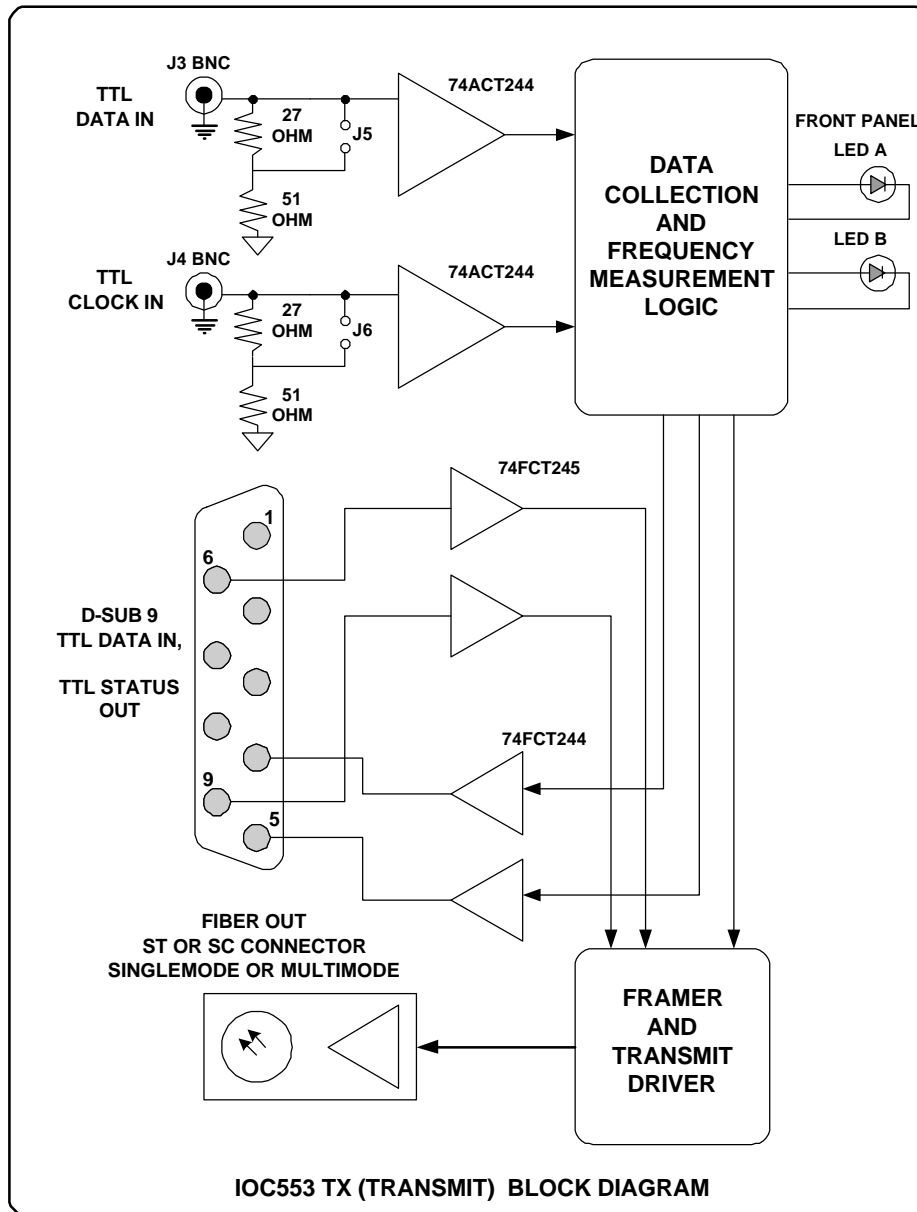 J3 BNC
TTL
DATA IN
27
OHM
J5
51
OHM
74ACT244
J4 BNC
TTL
CLOCK IN
27
OHM
J6
51
OHM
74ACT244
DATA
COLLECTION
AND
FREQUENCY
MEASUREMENT
LOGIC
FRONT PANEL
LED A
LED B
74FCT245
1
6
D-SUB 9
TTL DATA IN,
TTL STATUS
OUT
74FCT244
9
5
FIBER OUT
ST OR SC CONNECTOR
SINGLEMODE OR MULTIMODE
FRAMER
AND
TRANSMIT
DRIVER
IOC553 TX (TRANSMIT) BLOCK DIAGRAM